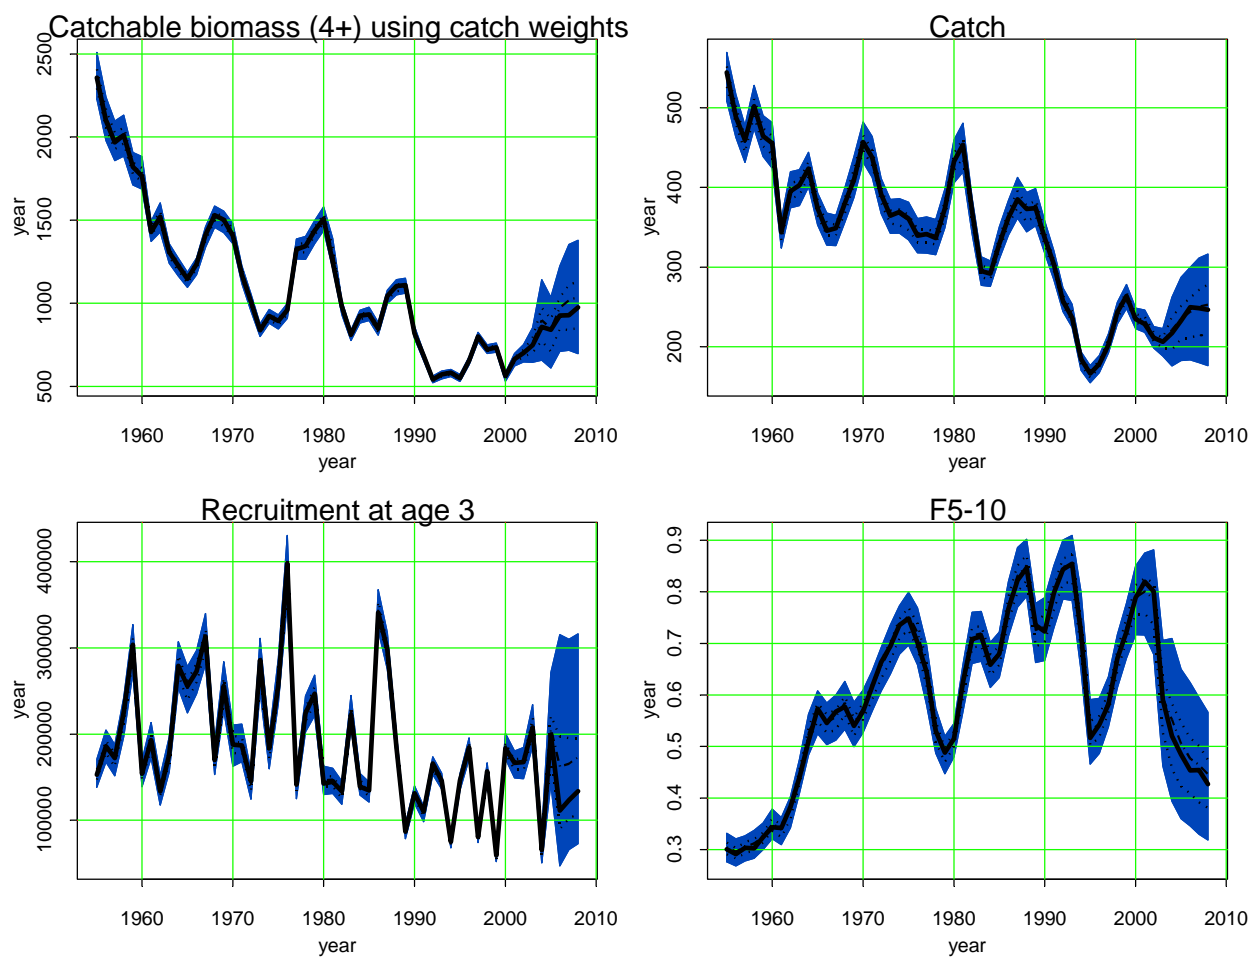 Catchable biomass (4+) using catch weights
year
500 1000 1500 2000 2500
1960 1970 1980 1990 2000 2010
year
Catch
year
200 300 400 500
1960 1970 1980 1990 2000 2010
year
Recruitment at age 3
year
100000 200000 300000 400000
1960 1970 1980 1990 2000 2010
year
F5-10
year
0.3 0.4 0.5 0.6 0.7 0.8 0.9
1960 1970 1980 1990 2000 2010
year